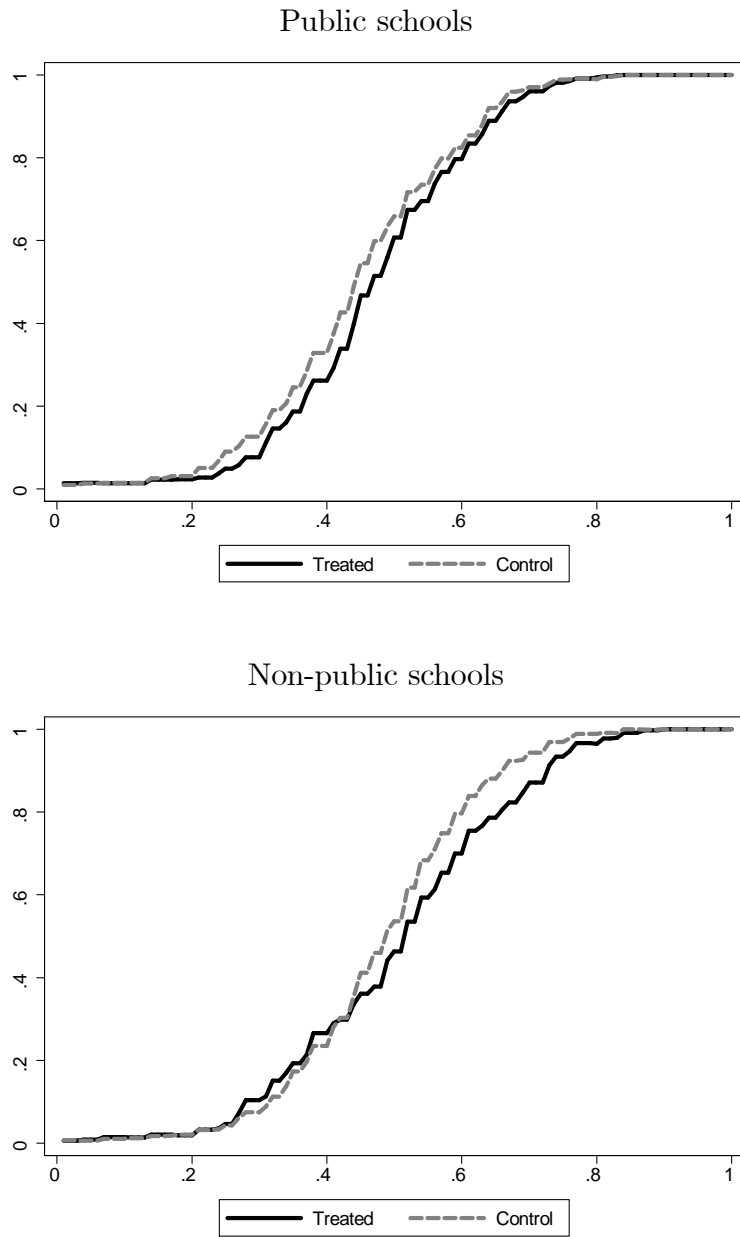 Public schools
1
.8
.6
.4
.2
0
0 .2 .4 .6 .8 1
Treated Control
Non-public schools
1
.8
.6
.4
.2
0
0 .2 .4 .6 .8 1
Treated Control